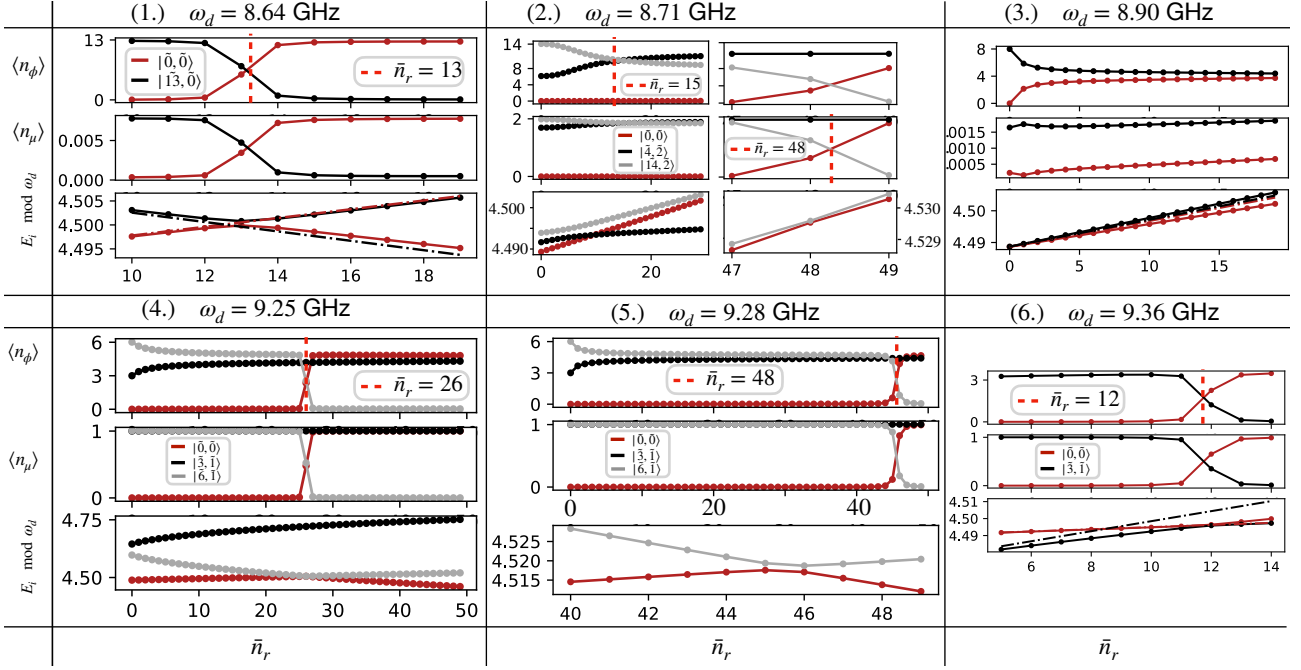 (1.) ω_d = 8.64 GHz
(2.) ω_d = 8.71 GHz
(3.) ω_d = 8.90 GHz
⟨n_ϕ⟩
13
0
|0̃, 0̃⟩
|1̃3, 0̃⟩
n̄_r = 13
14
10
8
4
3
0
n̄_r = 15
8
6
4
2
0
⟨n_μ⟩
0.005
0.000
2
0
|0̃, 0̃⟩
|4̃, 2̃⟩
|1̃4, 2̃⟩
n̄_r = 48
.0015
.0005
E_i mod ω_d
4.505
4.500
4.495
10 12 14 16 18
4.500
4.490
0 20
4.530
4.529
47 48 49
4.50
4.49
0 5 10 15
(4.) ω_d = 9.25 GHz
(5.) ω_d = 9.28 GHz
(6.) ω_d = 9.36 GHz
⟨n_ϕ⟩
6
3
0
n̄_r = 26
6
3
0
n̄_r = 48
3
0
n̄_r = 12
⟨n_μ⟩
1
0
|0̃, 0̃⟩
|3̃, 1̃⟩
|6̃, 1̃⟩
1
0
|0̃, 0̃⟩
|3̃, 1̃⟩
|6̃, 1̃⟩
0 20 40
1
0
|0̃, 0̃⟩
|3̃, 1̃⟩
E_i mod ω_d
4.75
4.50
0 10 20 30 40 50
4.525
4.520
4.515
40 42 44 46 48
4.51
4.50
4.49
6 8 10 12 14
n̄_r
n̄_r
n̄_r